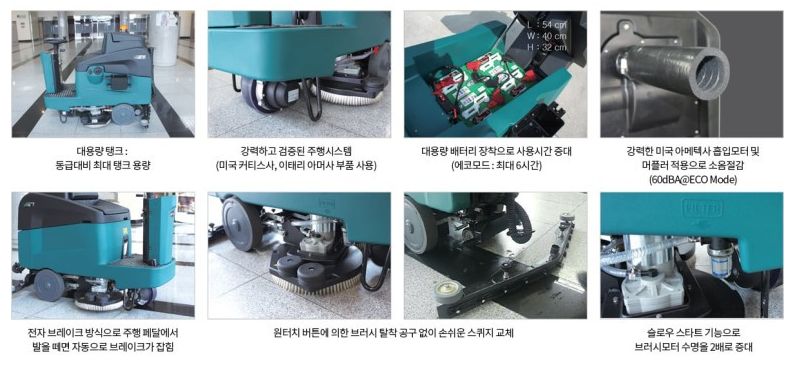 L : 54 cm
W : 40 cm
H : 32 cm
대용량 탱크 :
동급대비 최대 탱크 용량
강력하고 검증된 주행시스템
(미국 커티스사, 이태리 아머사 부품 사용)
대용량 배터리 장착으로 사용시간 증대
(에코모드 : 최대 6시간)
강력한 미국 아메텍사 흡입모터 및
머플러 적용으로 소음절감
(60dBA@ECO Mode)
FILTER
전자 브레이크 방식으로 주행 페달에서
발을 떼면 자동으로 브레이크가 잡힘
원터치 버튼에 의한 브러시 탈착 공구 없이 손쉬운 스퀴지 교체
슬로우 스타트 기능으로
브러시모터 수명을 2배로 증대